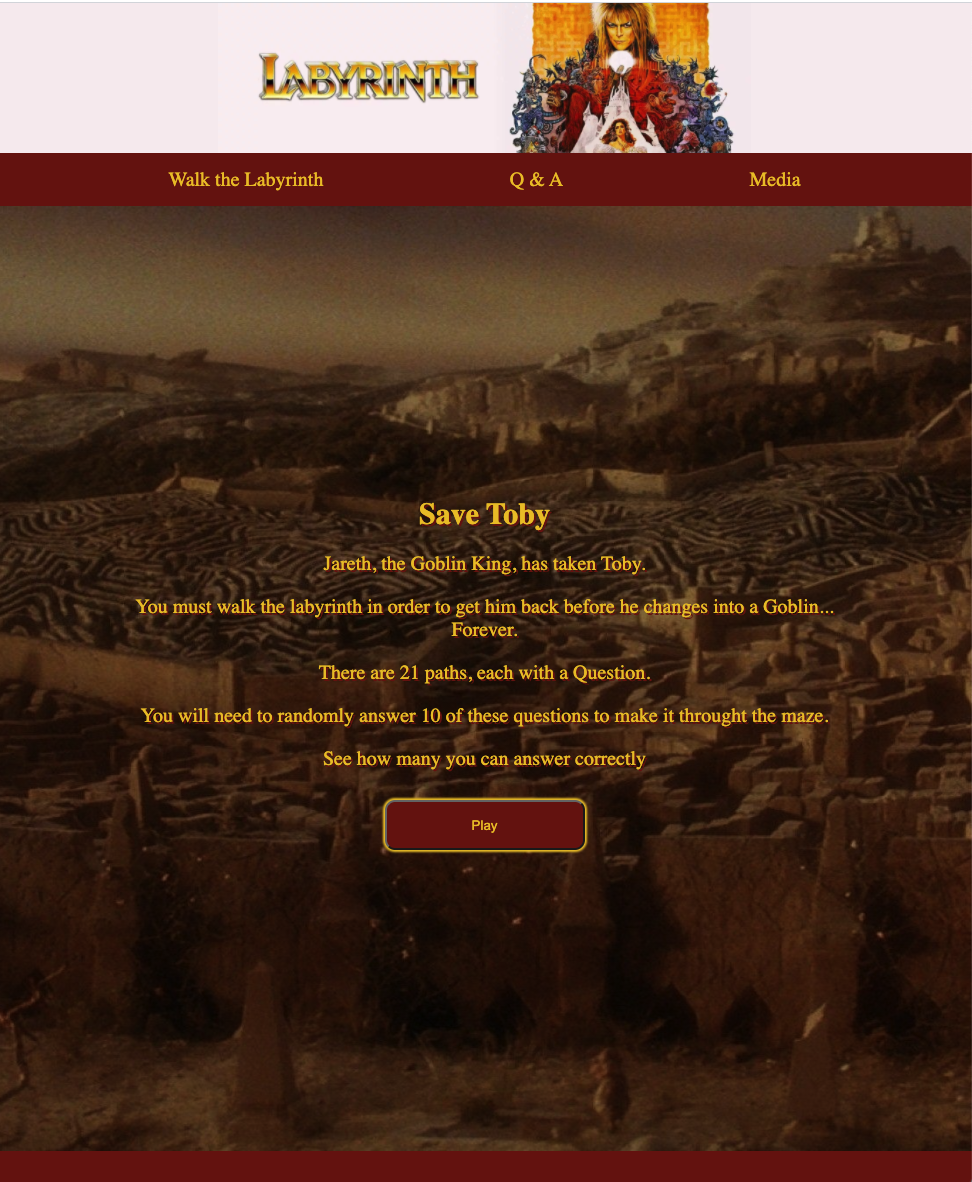 LABYRINTH
Walk the Labyrinth
Q & A
Media
Save Toby
Jareth, the Goblin King, has taken Toby.
You must walk the labyrinth in order to get him back before he changes into a Goblin...
Forever.
There are 21 paths, each with a Question.
You will need to randomly answer 10 of these questions to make it throught the maze.
See how many you can answer correctly
Play